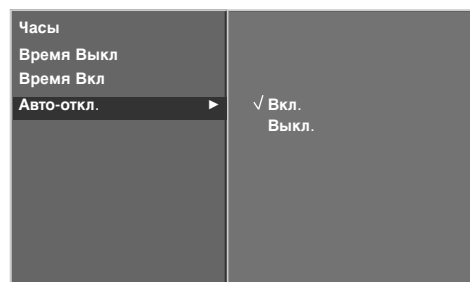 Часы
Время Выкл
Время Вкл
Авто-откл. ► √ Вкл.
Выкл.